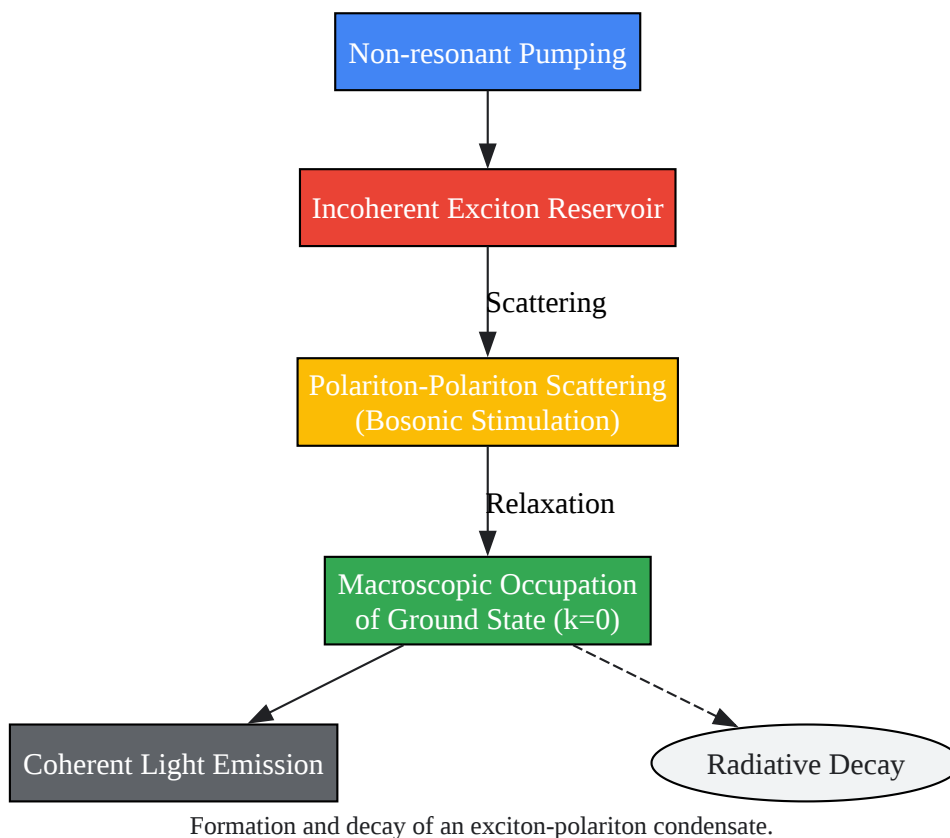 Non-resonant Pumping
Incoherent Exciton Reservoir
Scattering
Polariton-Polariton Scattering
(Bosonic Stimulation)
Relaxation
Macroscopic Occupation
of Ground State (k=0)
Coherent Light Emission
Radiative Decay
Formation and decay of an exciton-polariton condensate.